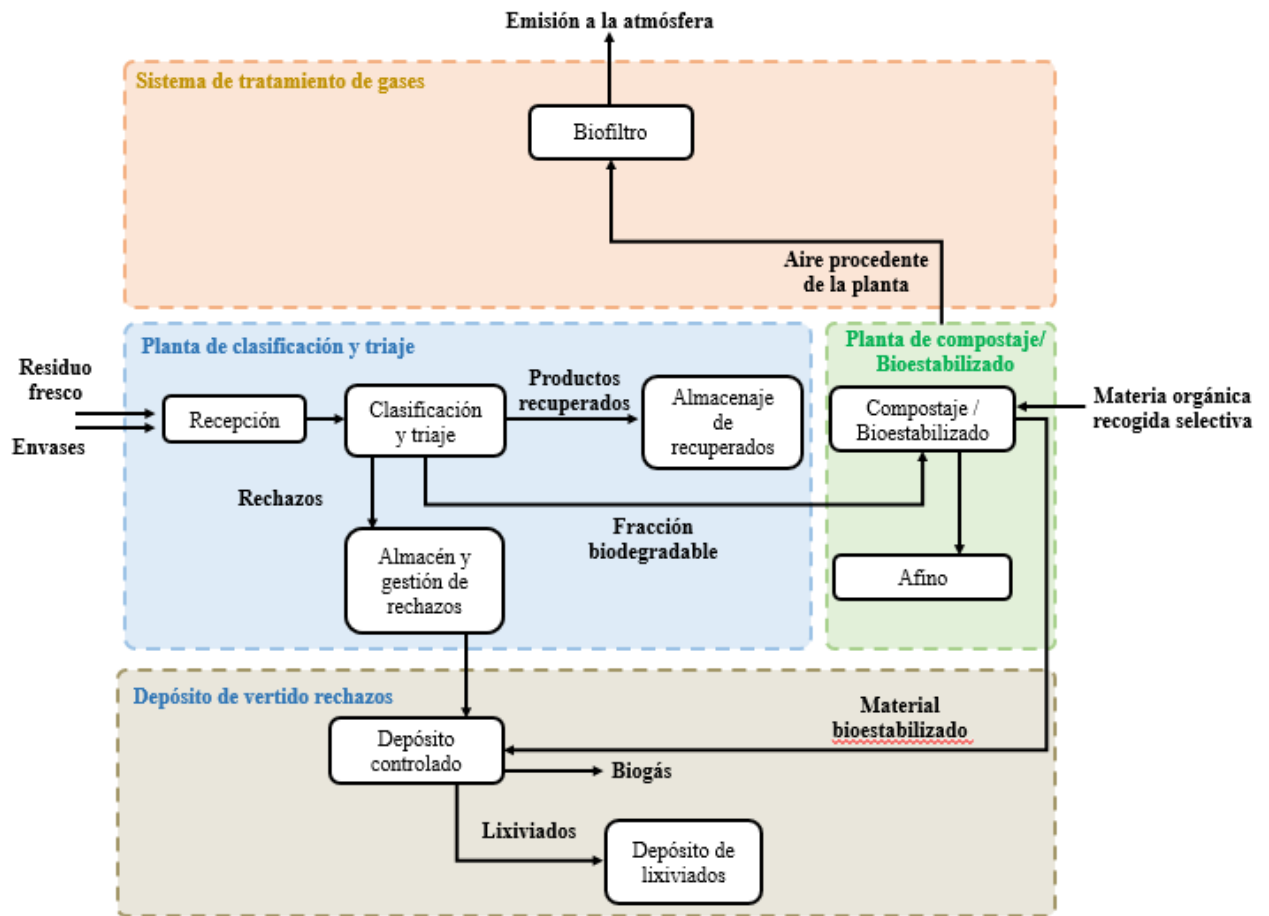 Emisión a la atmósfera
Sistema de tratamiento de gases
Biofiltro
Aire procedente
de la planta
Planta de clasificación y triaje
Planta de compostaje/
Bioestabilizado
Residuo
fresco
Envases
Recepción
Clasificación
y triaje
Productos
recuperados
Almacenaje
de
recuperados
Compostaje /
Bioestabilizado
Materia orgánica
recogida selectiva
Rechazos
Fracción
biodegradable
Almacén y
gestión de
rechazos
Afino
Depósito de vertido rechazos
Material
bioestabilizado
Depósito
controlado
Biogás
Lixiviados
Depósito de
lixiviados